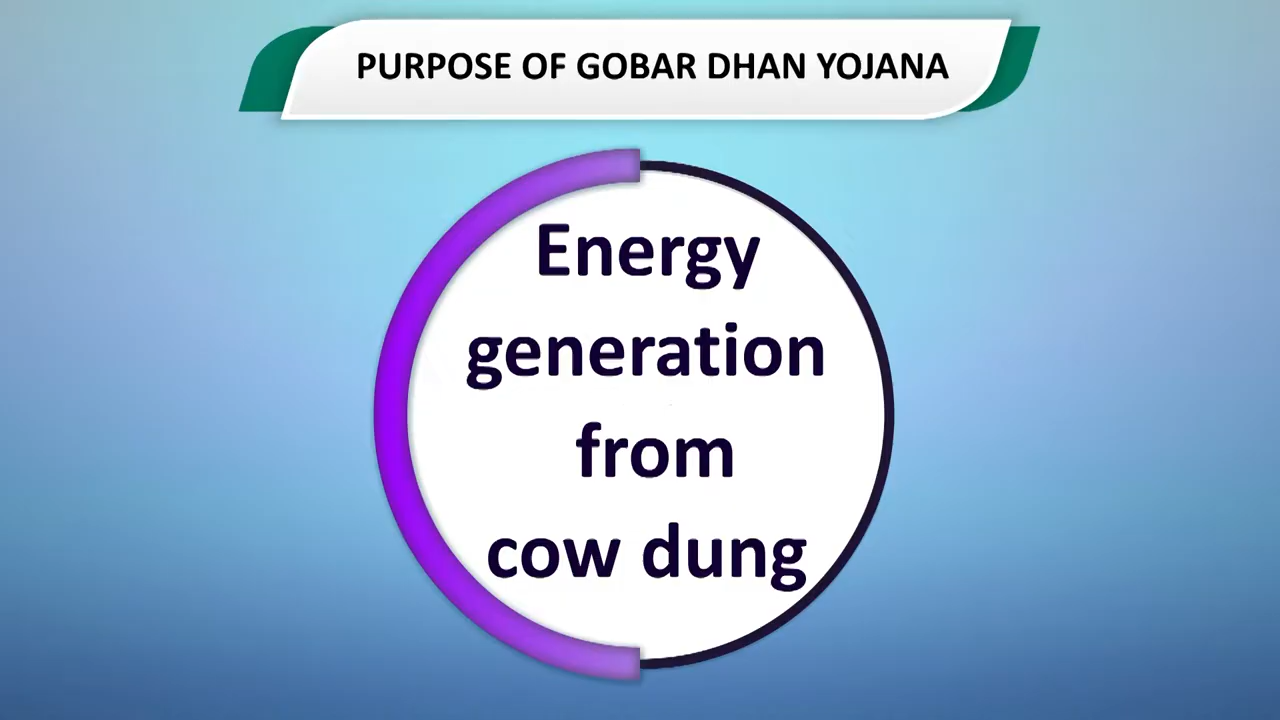 PURPOSE OF GOBAR DHAN YOJANA
Energy
generation
from
cow dung